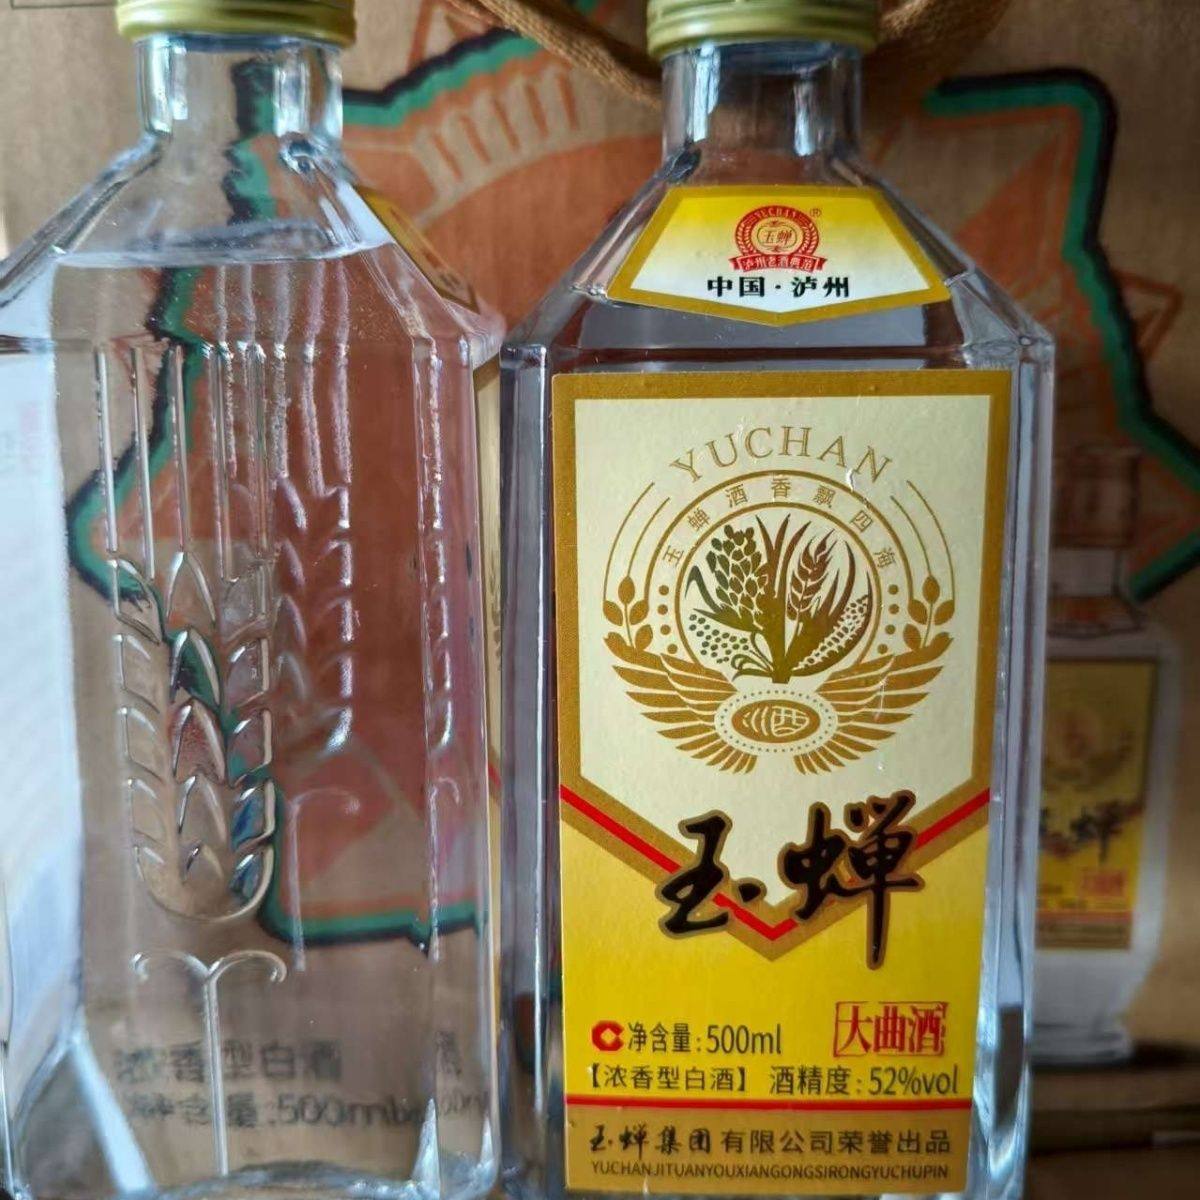 YUCHAN®
玉蝉
泸州老酒典范
中国·泸州
YUCHAN
玉蝉酒香飘四海
酒
玉蝉
净含量:500ml
大曲酒
【浓香型白酒】 酒精度:52%vol
玉蝉集团有限公司荣誉出品
YUCHANJITUANYOUXIANGONGSIRONGYUCHUPIN
浓香型白酒
净含量:500ml